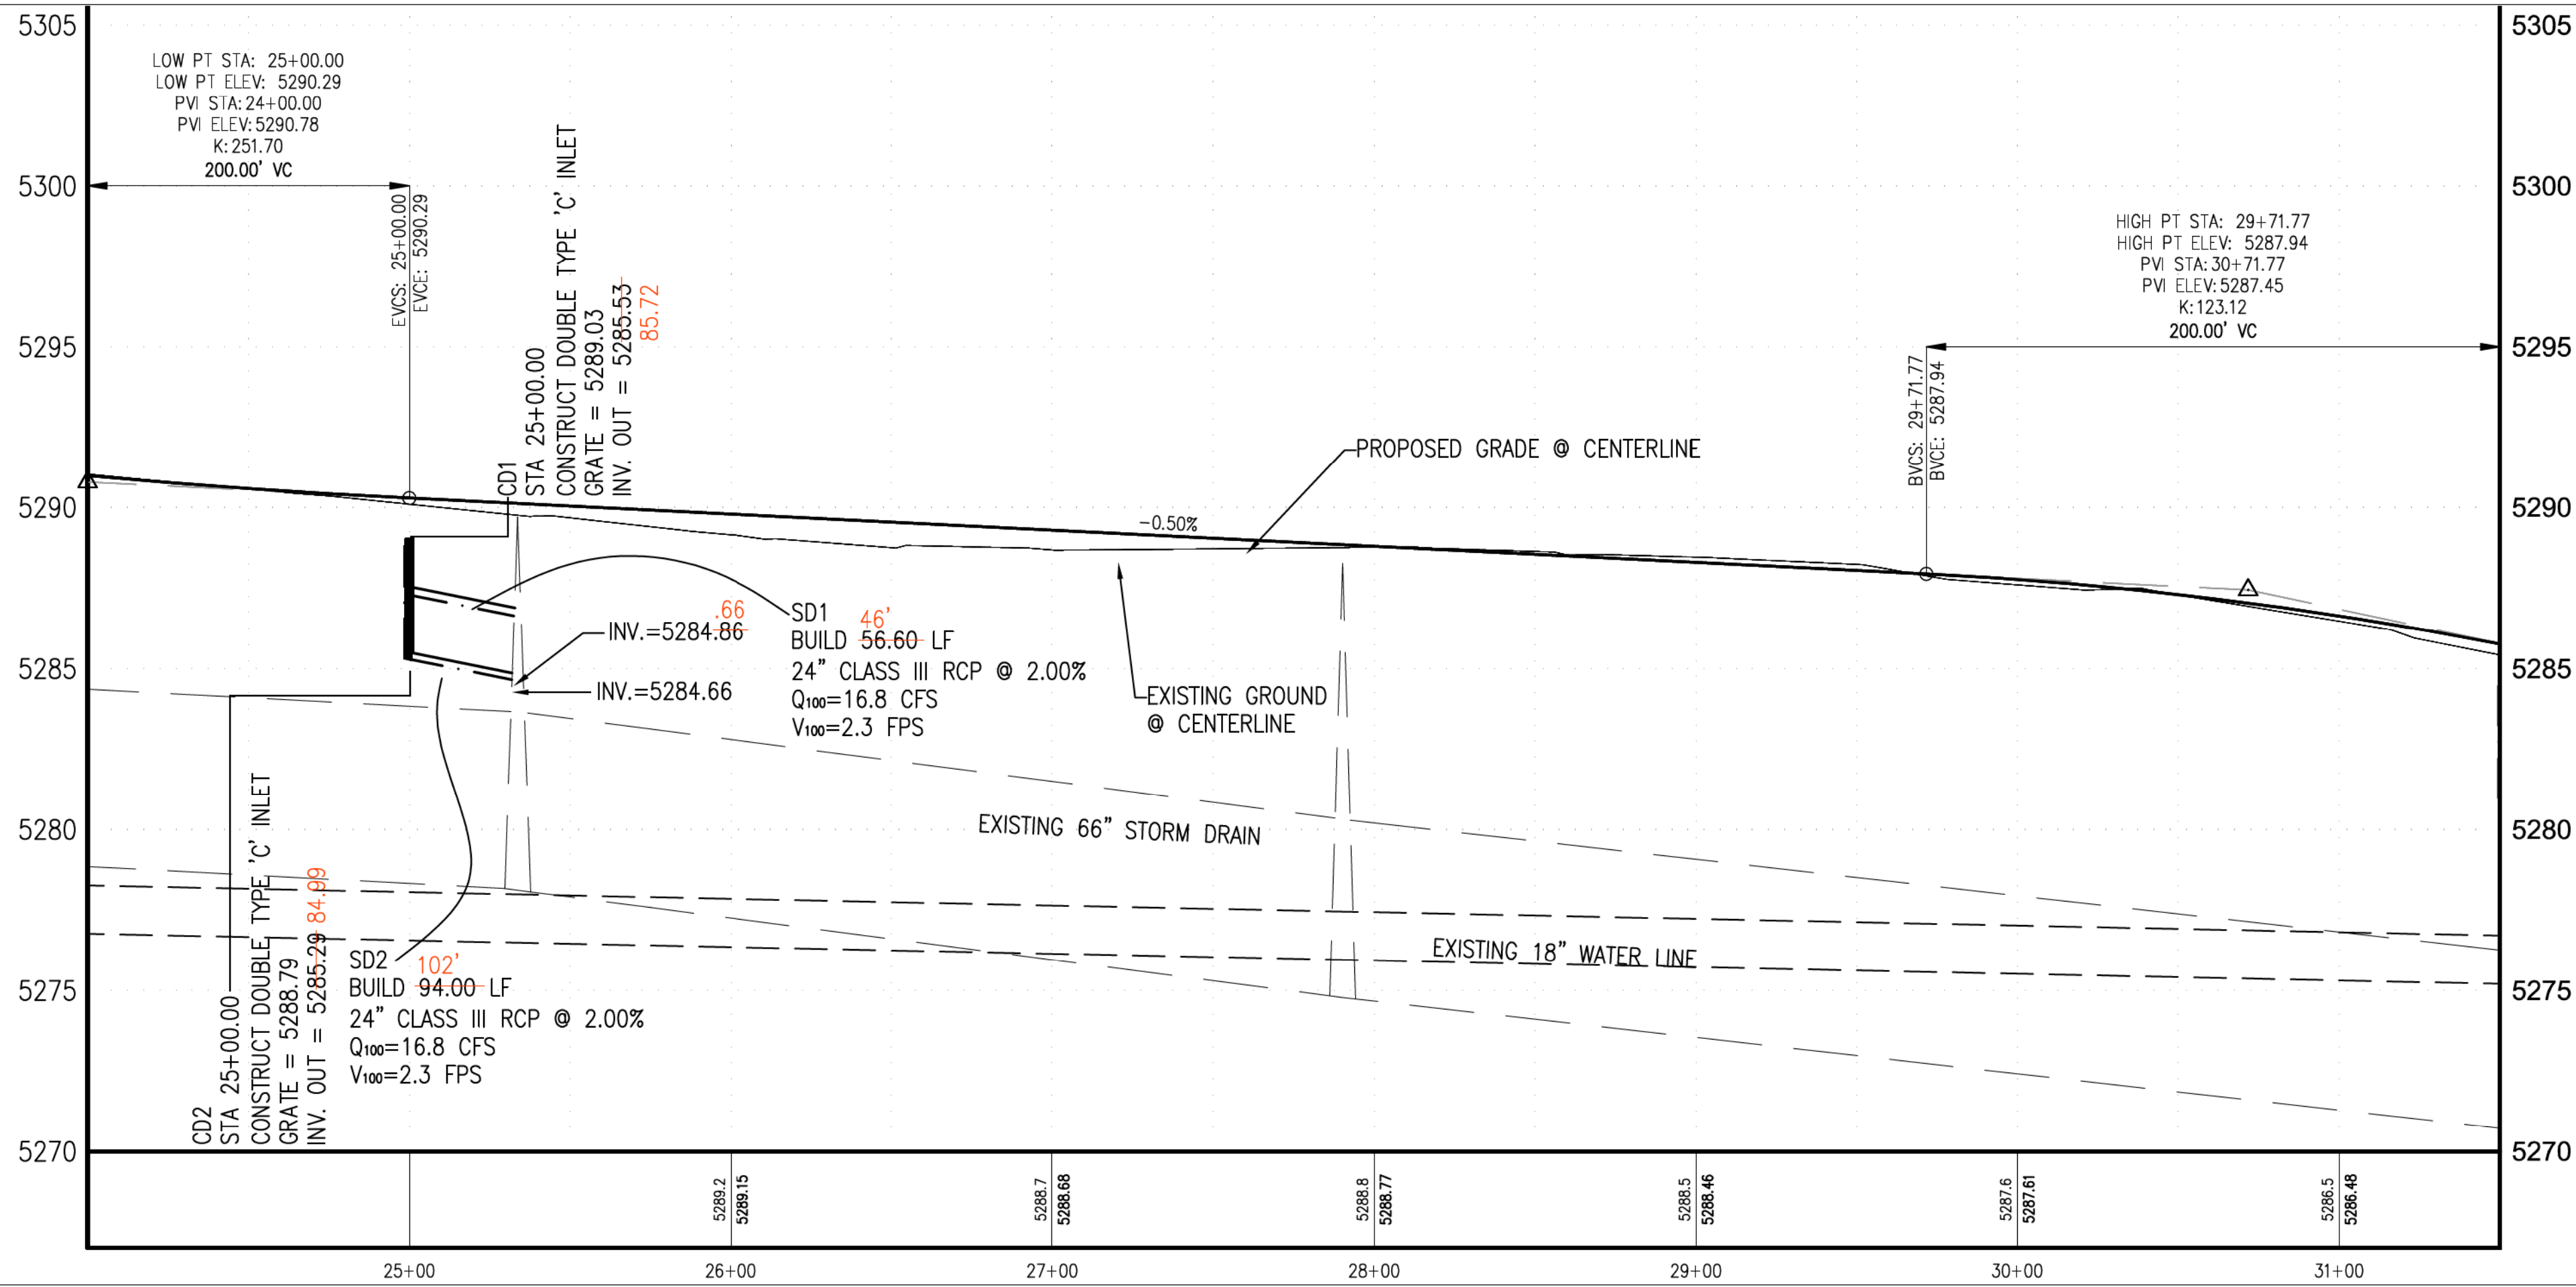 5305
5300
5295
5290
5285
5280
5275
5270
LOW PT STA: 25+00.00
LOW PT ELEV: 5290.29
PVI STA:24+00.00
PVI ELEV:5290.78
K:251.70
200.00' VC
EVCS: 25+00.00
EVCE: 5290.29
CD1
STA 25+00.00
CONSTRUCT DOUBLE TYPE 'C' INLET
GRATE = 5289.03
INV. OUT = 5285.53
85.72
HIGH PT STA: 29+71.77
HIGH PT ELEV: 5287.94
PVI STA:30+71.77
PVI ELEV:5287.45
K:123.12
200.00' VC
BVCS: 29+71.77
BVCE: 5287.94
PROPOSED GRADE @ CENTERLINE
-0.50%
.66
INV.=5284.86
INV.=5284.66
SD1
46'
BUILD 56.60 LF
24" CLASS III RCP @ 2.00%
Q100=16.8 CFS
V100=2.3 FPS
EXISTING GROUND
@ CENTERLINE
EXISTING 66" STORM DRAIN
EXISTING 18" WATER LINE
CD2
STA 25+00.00
CONSTRUCT DOUBLE TYPE 'C' INLET
GRATE = 5288.79
INV. OUT = 5285.29 84.99
SD2
102'
BUILD 94.00 LF
24" CLASS III RCP @ 2.00%
Q100=16.8 CFS
V100=2.3 FPS
5305
5300
5295
5290
5285
5280
5275
5270
5289.2
5289.15
5288.7
5288.68
5288.8
5288.77
5288.5
5288.46
5287.6
5287.61
5286.5
5286.48
25+00
26+00
27+00
28+00
29+00
30+00
31+00